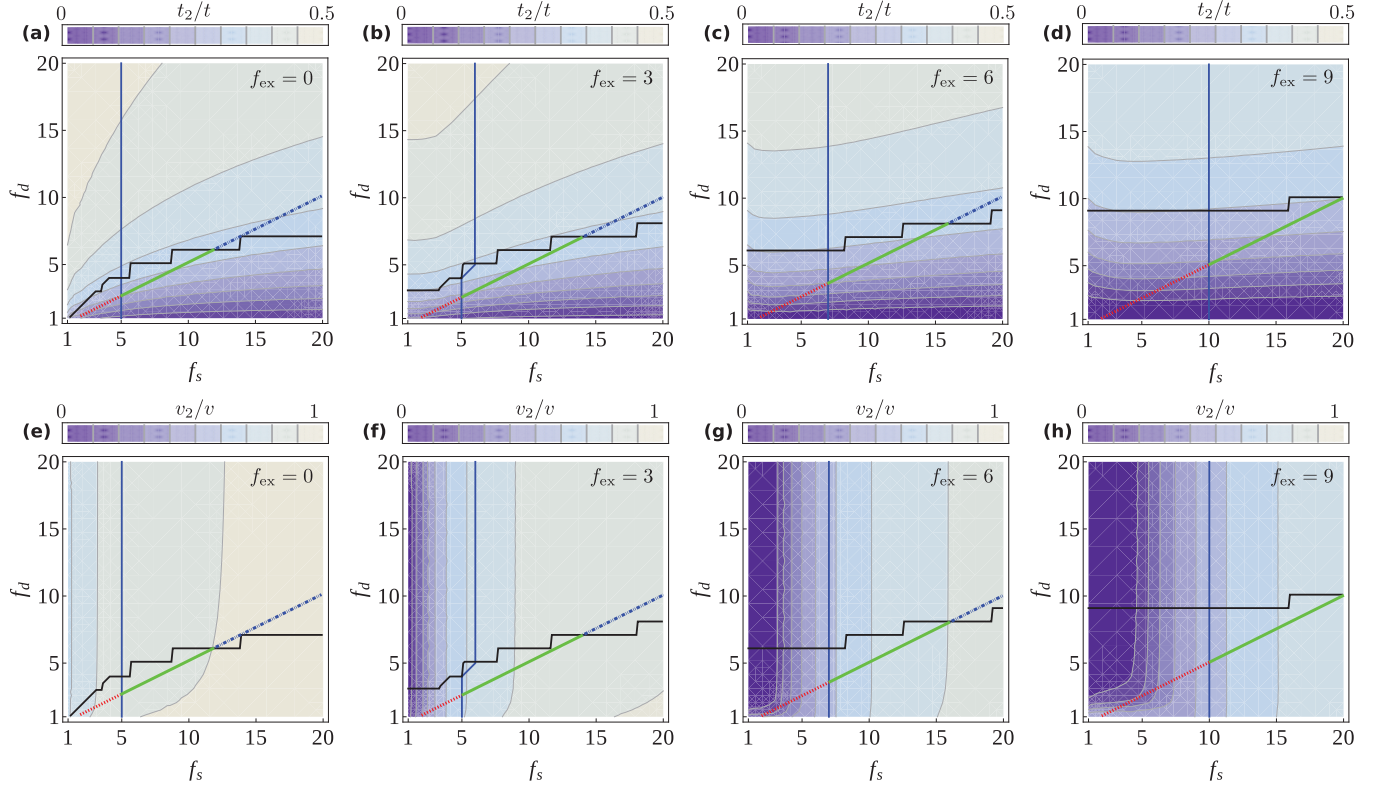 0 t₂/t 0.5
(a)
f_ex = 0
20
15
10
5
1
f_d
1 5 10 15 20
f_s
0 t₂/t 0.5
(b)
f_ex = 3
20
15
10
5
1
f_d
1 5 10 15 20
f_s
0 t₂/t 0.5
(c)
f_ex = 6
20
15
10
5
1
f_d
1 5 10 15 20
f_s
0 t₂/t 0.5
(d)
f_ex = 9
20
15
10
5
1
f_d
1 5 10 15 20
f_s
0 v₂/v 1
(e)
f_ex = 0
20
15
10
5
1
f_d
1 5 10 15 20
f_s
0 v₂/v 1
(f)
f_ex = 3
20
15
10
5
1
f_d
1 5 10 15 20
f_s
0 v₂/v 1
(g)
f_ex = 6
20
15
10
5
1
f_d
1 5 10 15 20
f_s
0 v₂/v 1
(h)
f_ex = 9
20
15
10
5
1
f_d
1 5 10 15 20
f_s